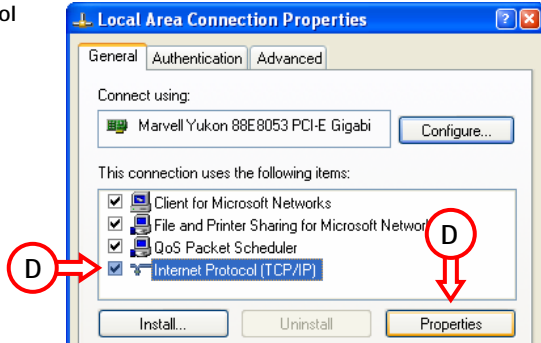 ol
Local Area Connection Properties
General Authentication Advanced
Connect using:
Marvell Yukon 88E8053 PCI-E Gigabi Configure...
This connection uses the following items:
Client for Microsoft Networks
File and Printer Sharing for Microsoft Networ
D
QoS Packet Scheduler
D Internet Protocol (TCP/IP)
Install... Uninstall Properties